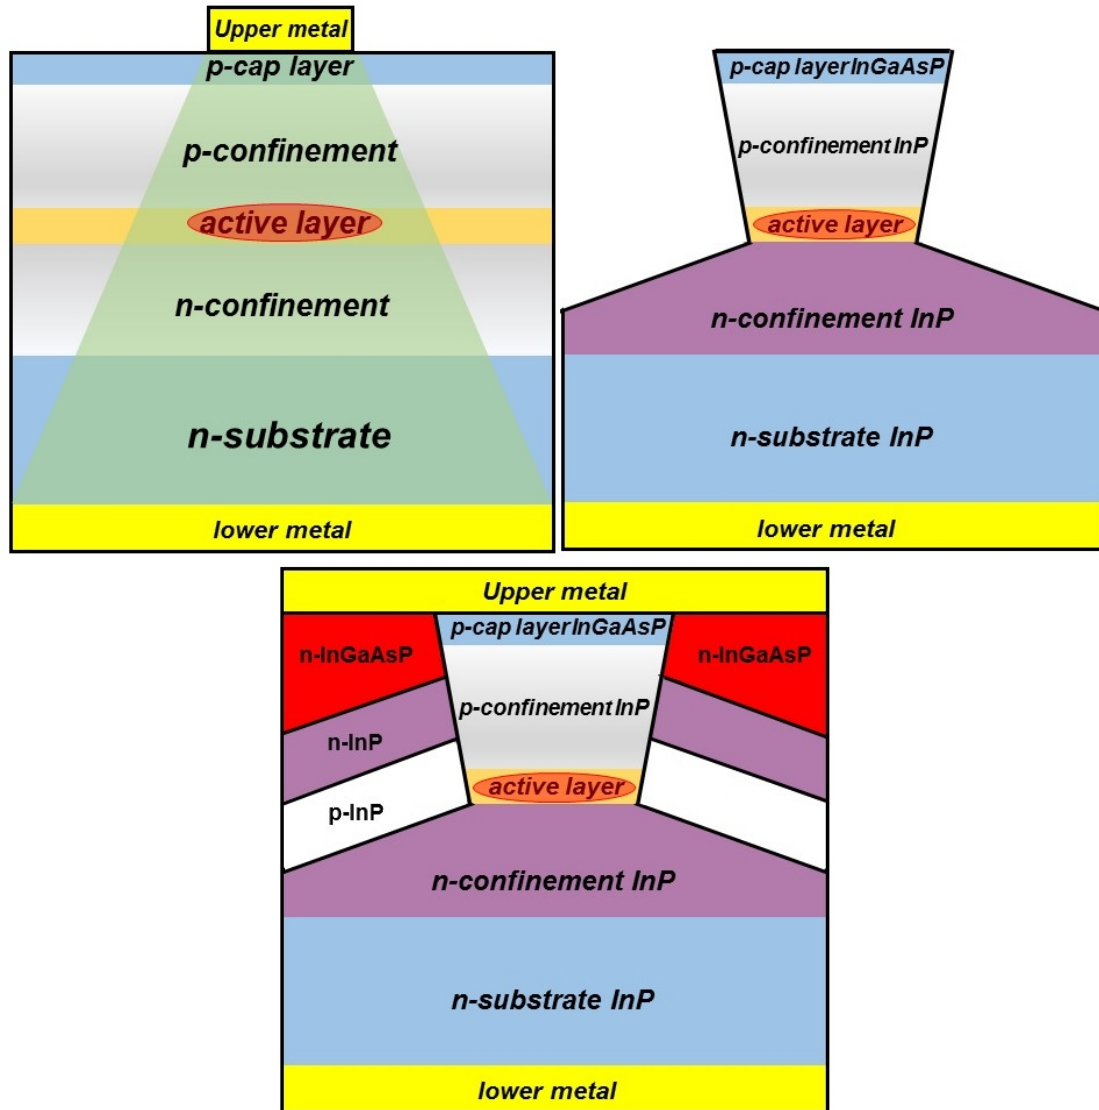 Upper metal
p-cap layer
p-confinement
active layer
n-confinement
n-substrate
lower metal
p-cap layer InGaAsP
p-confinement InP
active layer
n-confinement InP
n-substrate InP
lower metal
Upper metal
n-InGaAsP
p-cap layer InGaAsP
n-InGaAsP
n-InP
p-confinement InP
p-InP
active layer
n-confinement InP
n-substrate InP
lower metal